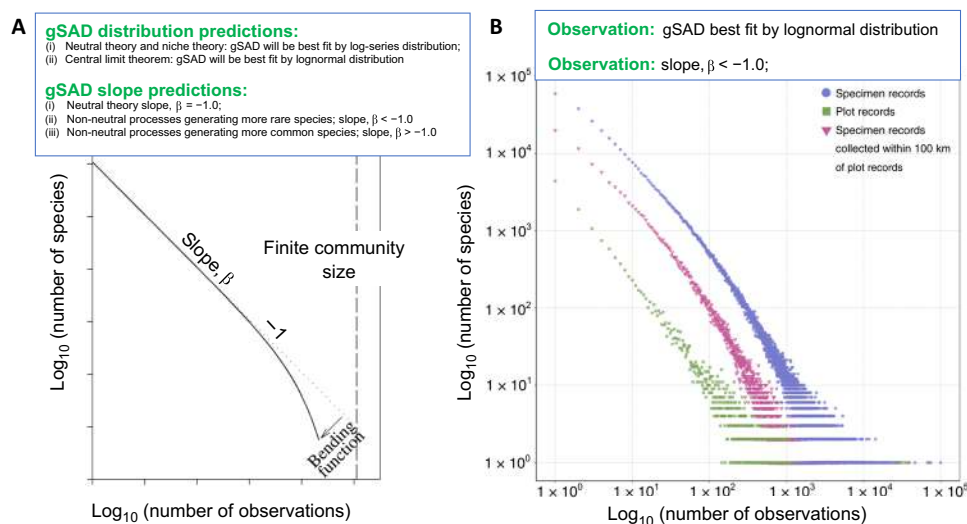 A
gSAD distribution predictions:
(i) Neutral theory and niche theory: gSAD will be best fit by log-series distribution;
(ii) Central limit theorem: gSAD will be best fit by lognormal distribution
gSAD slope predictions:
(i) Neutral theory slope, β = −1.0;
(ii) Non-neutral processes generating more rare species; slope, β < −1.0
(iii) Non-neutral processes generating more common species; slope, β > −1.0
Log10 (number of species)
Slope, β
−1
Finite community
size
Bending
function
Log10 (number of observations)
B
Observation: gSAD best fit by lognormal distribution
Observation: slope, β < −1.0;
Specimen records
Plot records
Specimen records
collected within 100 km
of plot records
Log10 (number of species)
1 × 10^5
1 × 10^4
1 × 10^3
1 × 10^2
1 × 10^1
1 × 10^0
1 × 10^0
1 × 10^1
1 × 10^2
1 × 10^3
1 × 10^4
1 × 10^5
Log10 (number of observations)